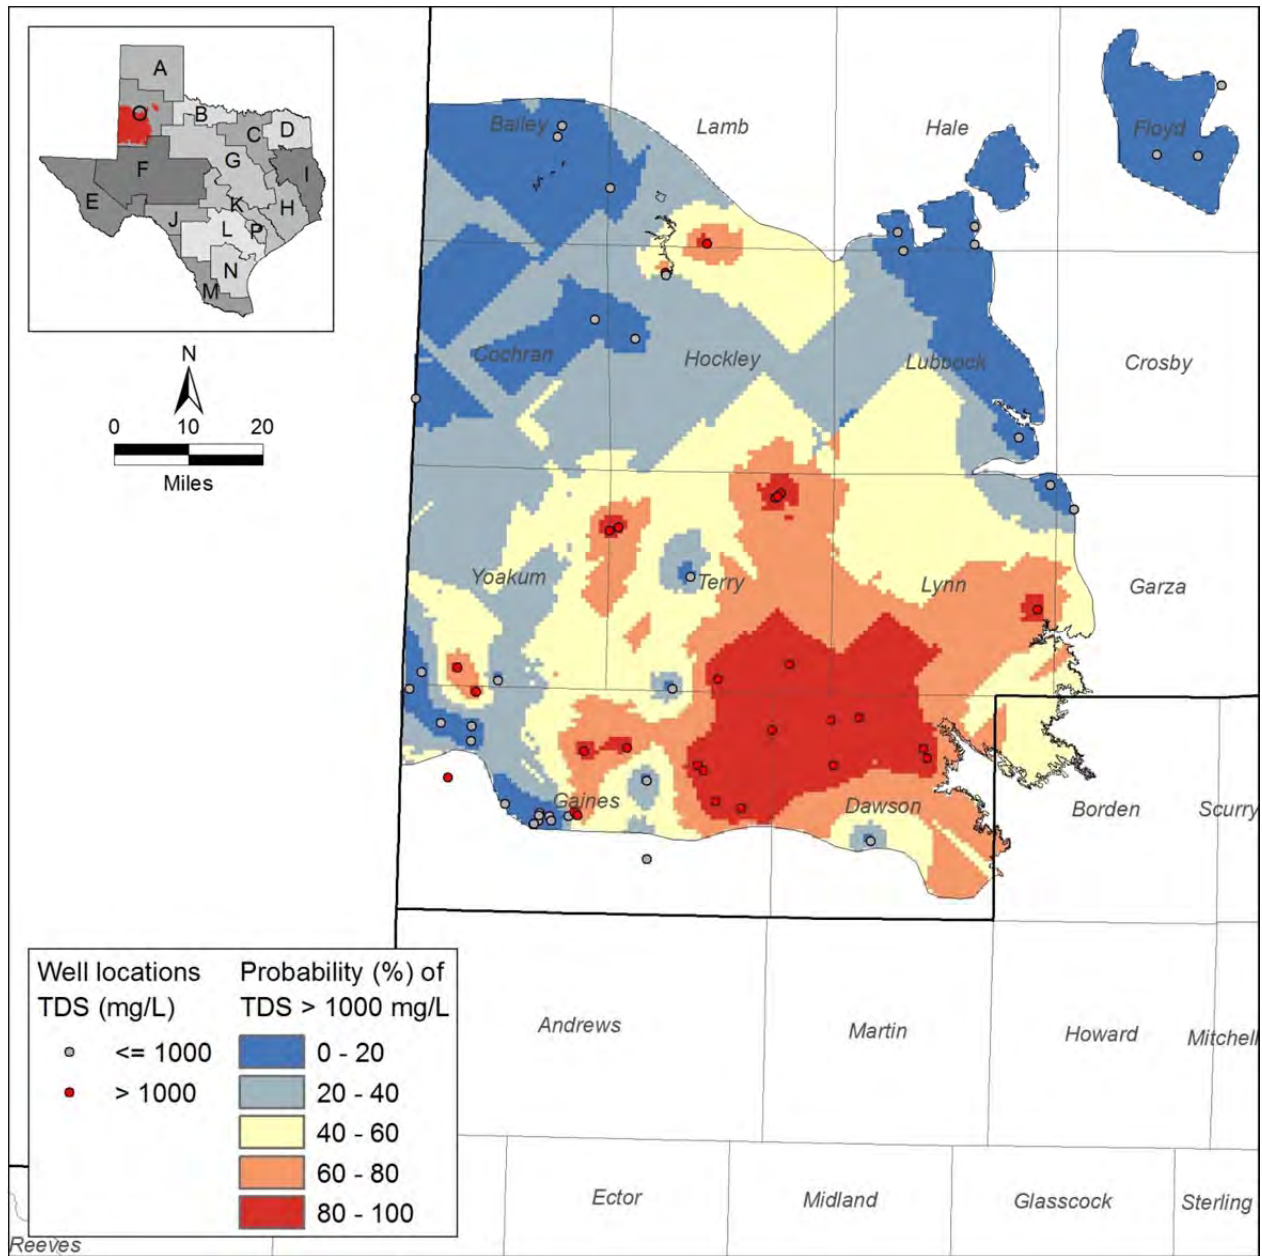 A
O
B
C
D
F
G
I
E
K
H
J
L
P
N
M
N
0 10 20
Miles
Bailey
Lamb
Hale
Floyd
Cochran
Hockley
Lubbock
Crosby
Yoakum
Terry
Lynn
Garza
Gaines
Dawson
Borden
Scurry
Andrews
Martin
Howard
Mitchell
Ector
Midland
Glasscock
Sterling
Reeves
Well locations
TDS (mg/L)
<= 1000
> 1000
Probability (%) of
TDS > 1000 mg/L
0 - 20
20 - 40
40 - 60
60 - 80
80 - 100